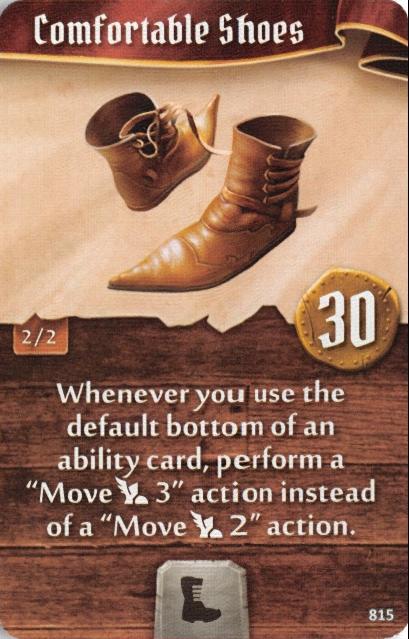 Comfortable Shoes
30
2/2
Whenever you use the
default bottom of an
ability card, perform a
"Move 3" action instead
of a "Move 2" action.
815